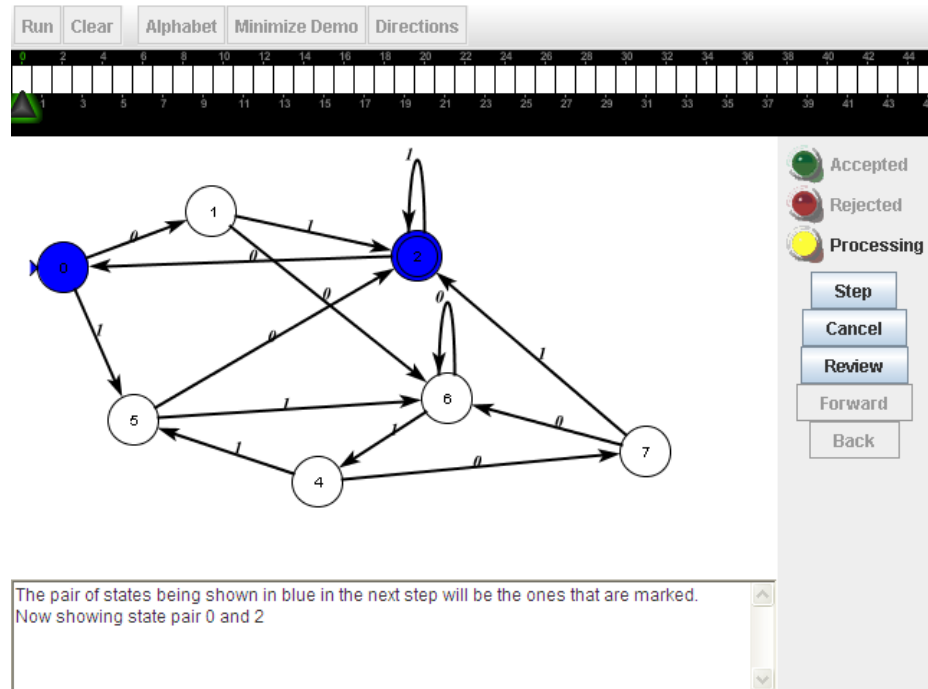 Run Clear Alphabet Minimize Demo Directions
0 2 4 6 8 10 12 14 16 18 20 22 24 26 28 30 32 34 36 38 40 42 44
1 3 5 7 9 11 13 15 17 19 21 23 25 27 29 31 33 35 37 39 41 43
Accepted
Rejected
Processing
Step
Cancel
Review
Forward
Back
1
1
0
1
0
2
0
0
0
0
1
0
1
6
5
1
1
0
1
7
0
4
The pair of states being shown in blue in the next step will be the ones that are marked.
Now showing state pair 0 and 2